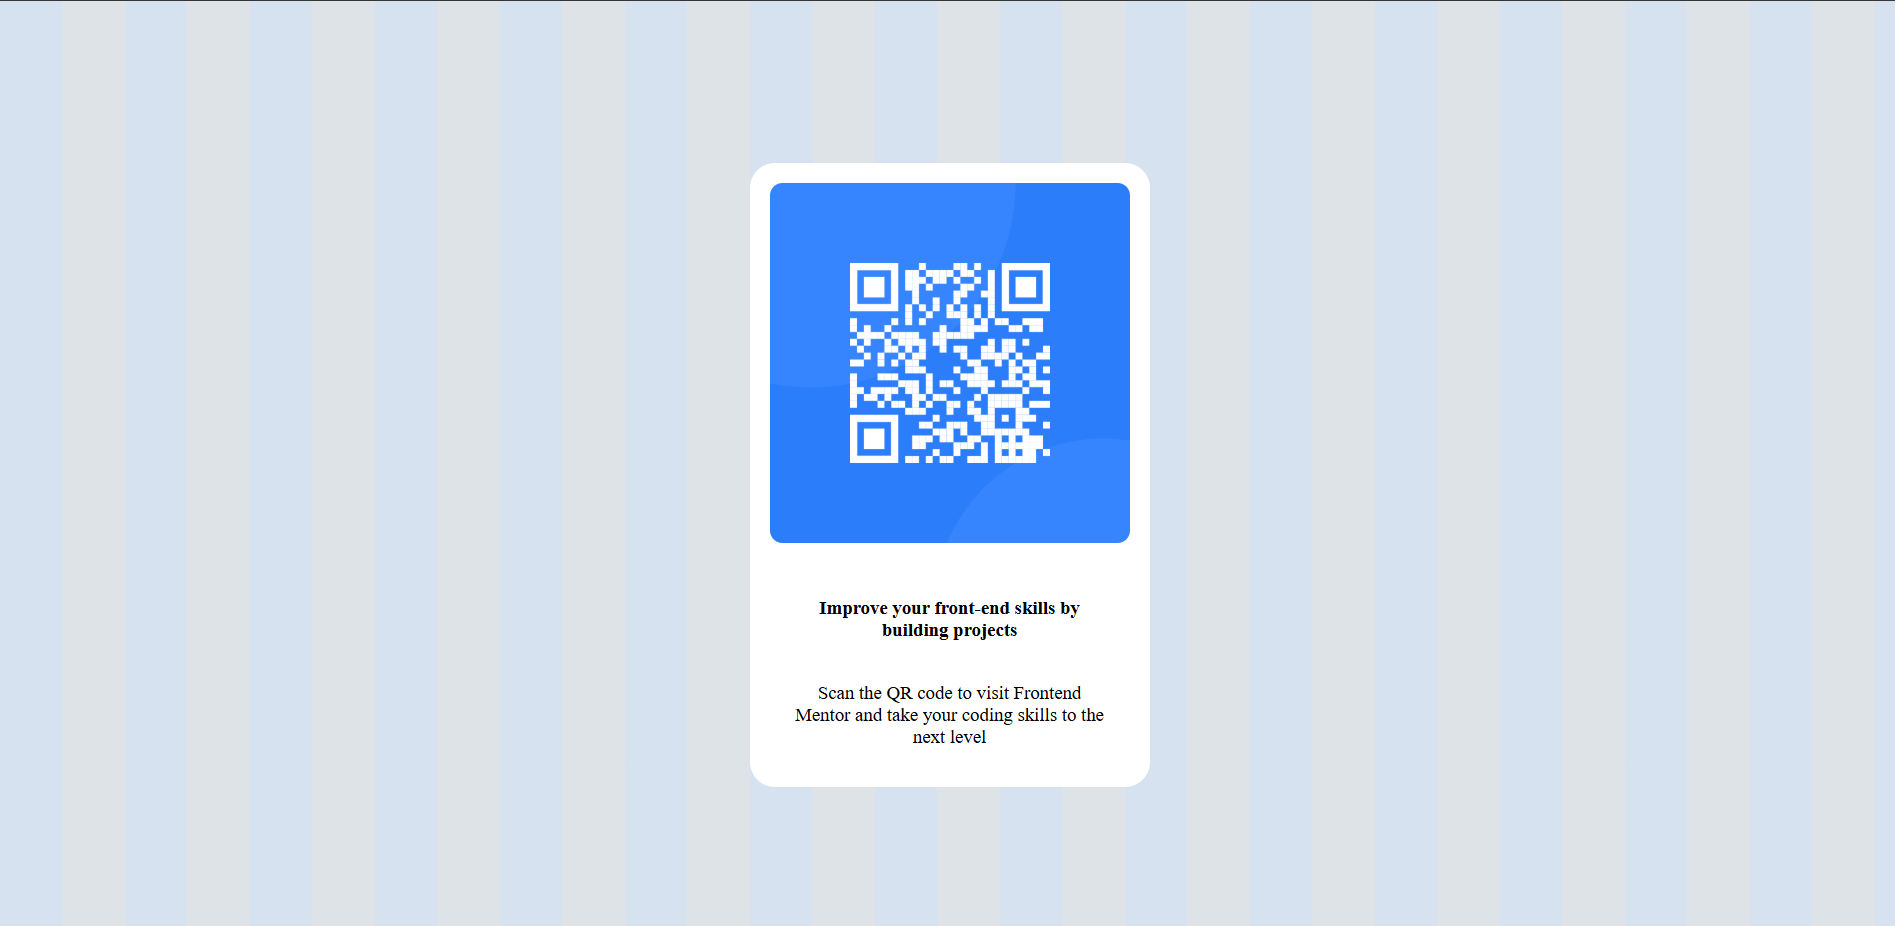 Improve your front-end skills by
building projects
Scan the QR code to visit Frontend
Mentor and take your coding skills to the
next level